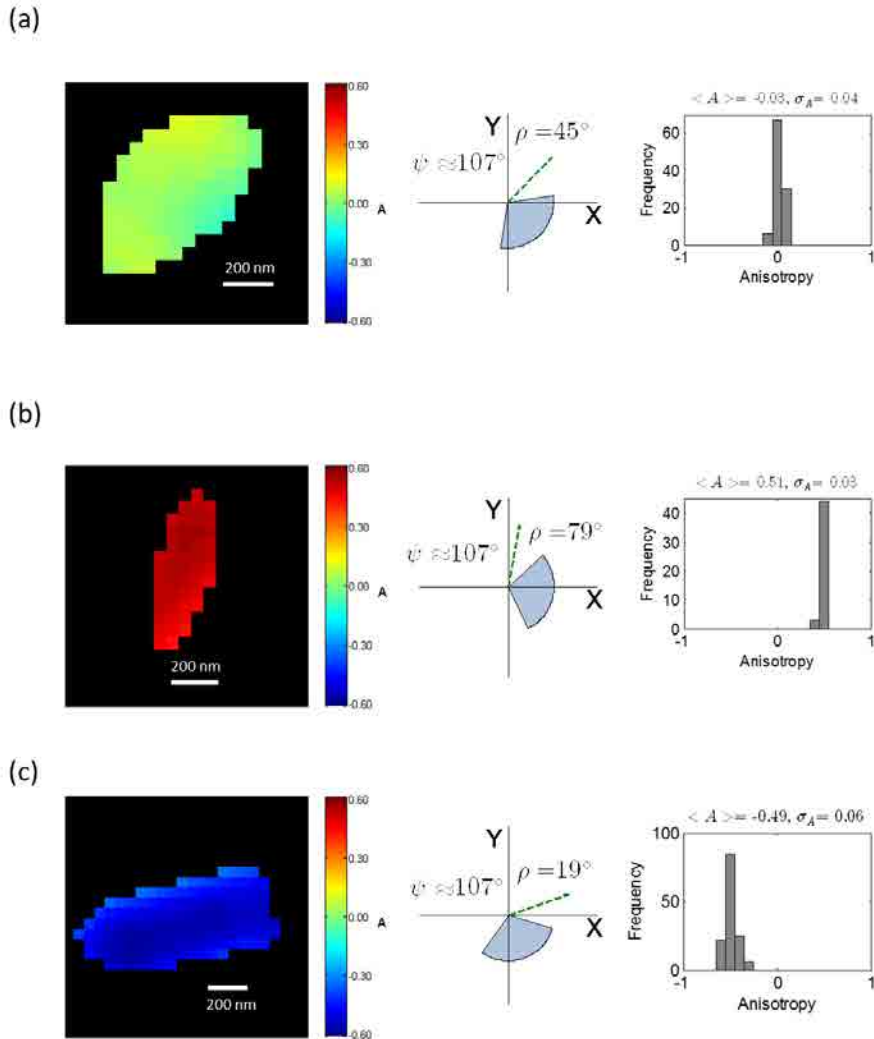 (a)
0.60
0.30
0.00
-0.30
-0.60
A
200 nm
Y
ρ =45°
ψ ≈107°
X
< A >= -0.03, σA= 0.04
Frequency
60
40
20
0
-1 0 1
Anisotropy
(b)
0.60
0.30
0.00
-0.30
-0.60
A
200 nm
Y
ρ =79°
ψ ≈107°
X
< A >= 0.51, σA= 0.03
Frequency
40
30
20
10
0
-1 0 1
Anisotropy
(c)
0.60
0.30
0.00
-0.30
-0.60
A
200 nm
Y
ρ =19°
ψ ≈107°
X
< A >= -0.49, σA= 0.06
Frequency
100
50
0
-1 0 1
Anisotropy